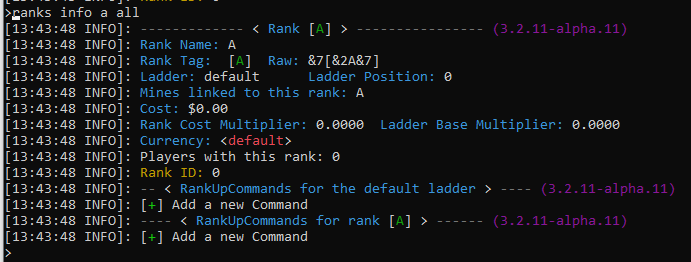 >ranks info a all
[13:43:48 INFO]: ------------- < Rank [A] > ---------------- (3.2.11-alpha.11)
[13:43:48 INFO]: Rank Name: A
[13:43:48 INFO]: Rank Tag:  [A]  Raw: &7[&2A&7]
[13:43:48 INFO]: Ladder: default      Ladder Position: 0
[13:43:48 INFO]: Mines linked to this rank: A
[13:43:48 INFO]: Cost: $0.00
[13:43:48 INFO]: Rank Cost Multiplier: 0.0000  Ladder Base Multiplier: 0.0000
[13:43:48 INFO]: Currency: <default>
[13:43:48 INFO]: Players with this rank: 0
[13:43:48 INFO]: Rank ID: 0
[13:43:48 INFO]: -- < RankUpCommands for the default ladder > ---- (3.2.11-alpha.11)
[13:43:48 INFO]: [+] Add a new Command
[13:43:48 INFO]: ---- < RankUpCommands for rank [A] > ------ (3.2.11-alpha.11)
[13:43:48 INFO]: [+] Add a new Command
>